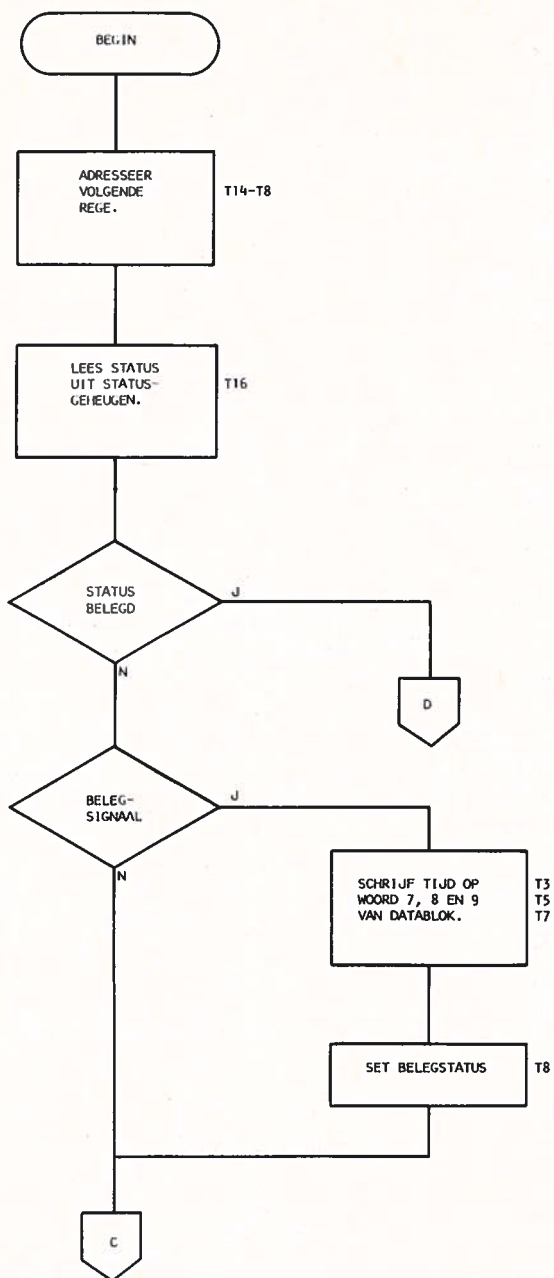 BEGIN
ADRESSEER
VOLGENDE
REGE.
T14-T8
LEES STATUS
UIT STATUS-
GEHEUGEN.
T16
STATUS
BELEGD
J
N
D
BELEG-
SIGNAAL
J
N
SCHRIJF TIJD OP
WOORD 7, 8 EN 9
VAN DATABLOK.
T3
T5
T7
SET BELEGSTATUS
T8
C